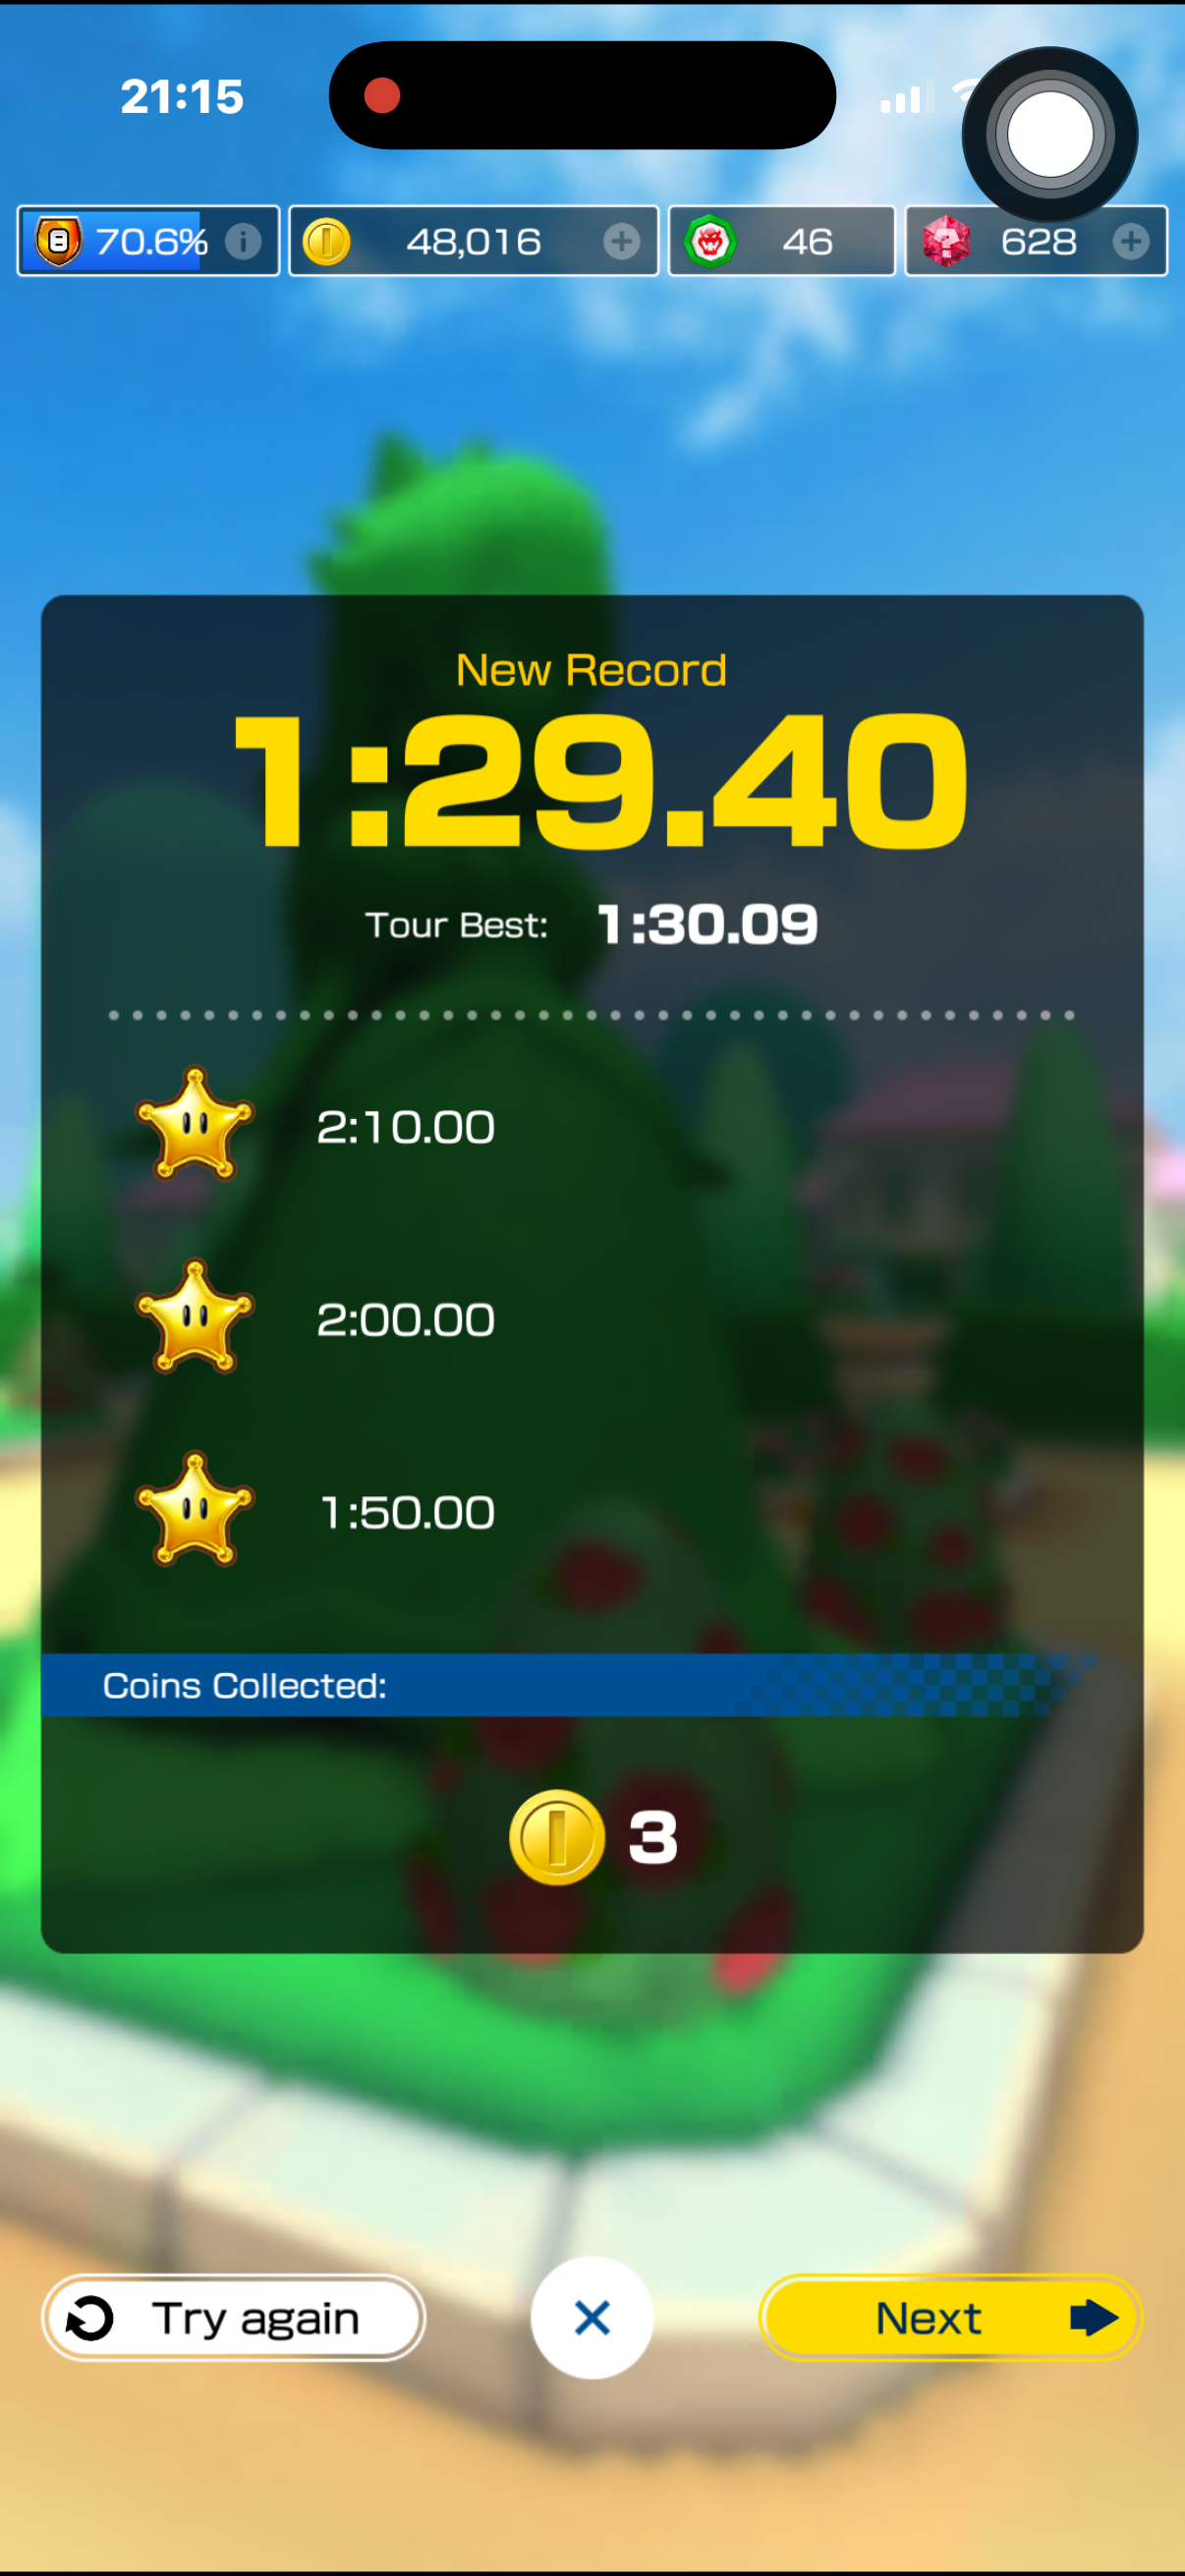 21:15
70.6% i 48,016 + 46 ? 628 +
New Record
1:29.40
Tour Best: 1:30.09
2:10.00
2:00.00
1:50.00
Coins Collected:
3
Try again × Next